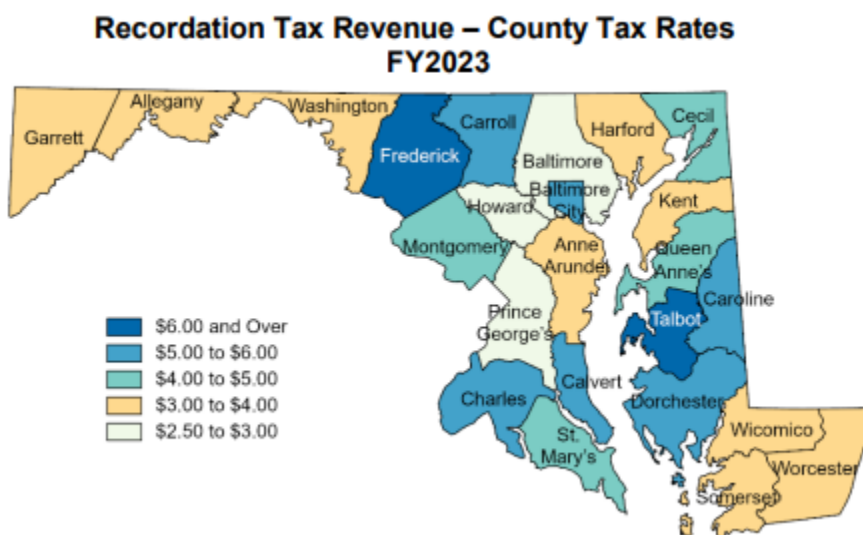 Recordation Tax Revenue – County Tax Rates
FY2023
Garrett
Allegany
Washington
Frederick
Carroll
Baltimore
Baltimore
City
Harford
Cecil
Howard
Kent
Montgomery
Anne
Arundel
Queen
Anne's
Caroline
Prince
George's
Talbot
Charles
Calvert
Dorchester
St.
Mary's
Wicomico
Worcester
Somerset
$6.00 and Over
$5.00 to $6.00
$4.00 to $5.00
$3.00 to $4.00
$2.50 to $3.00